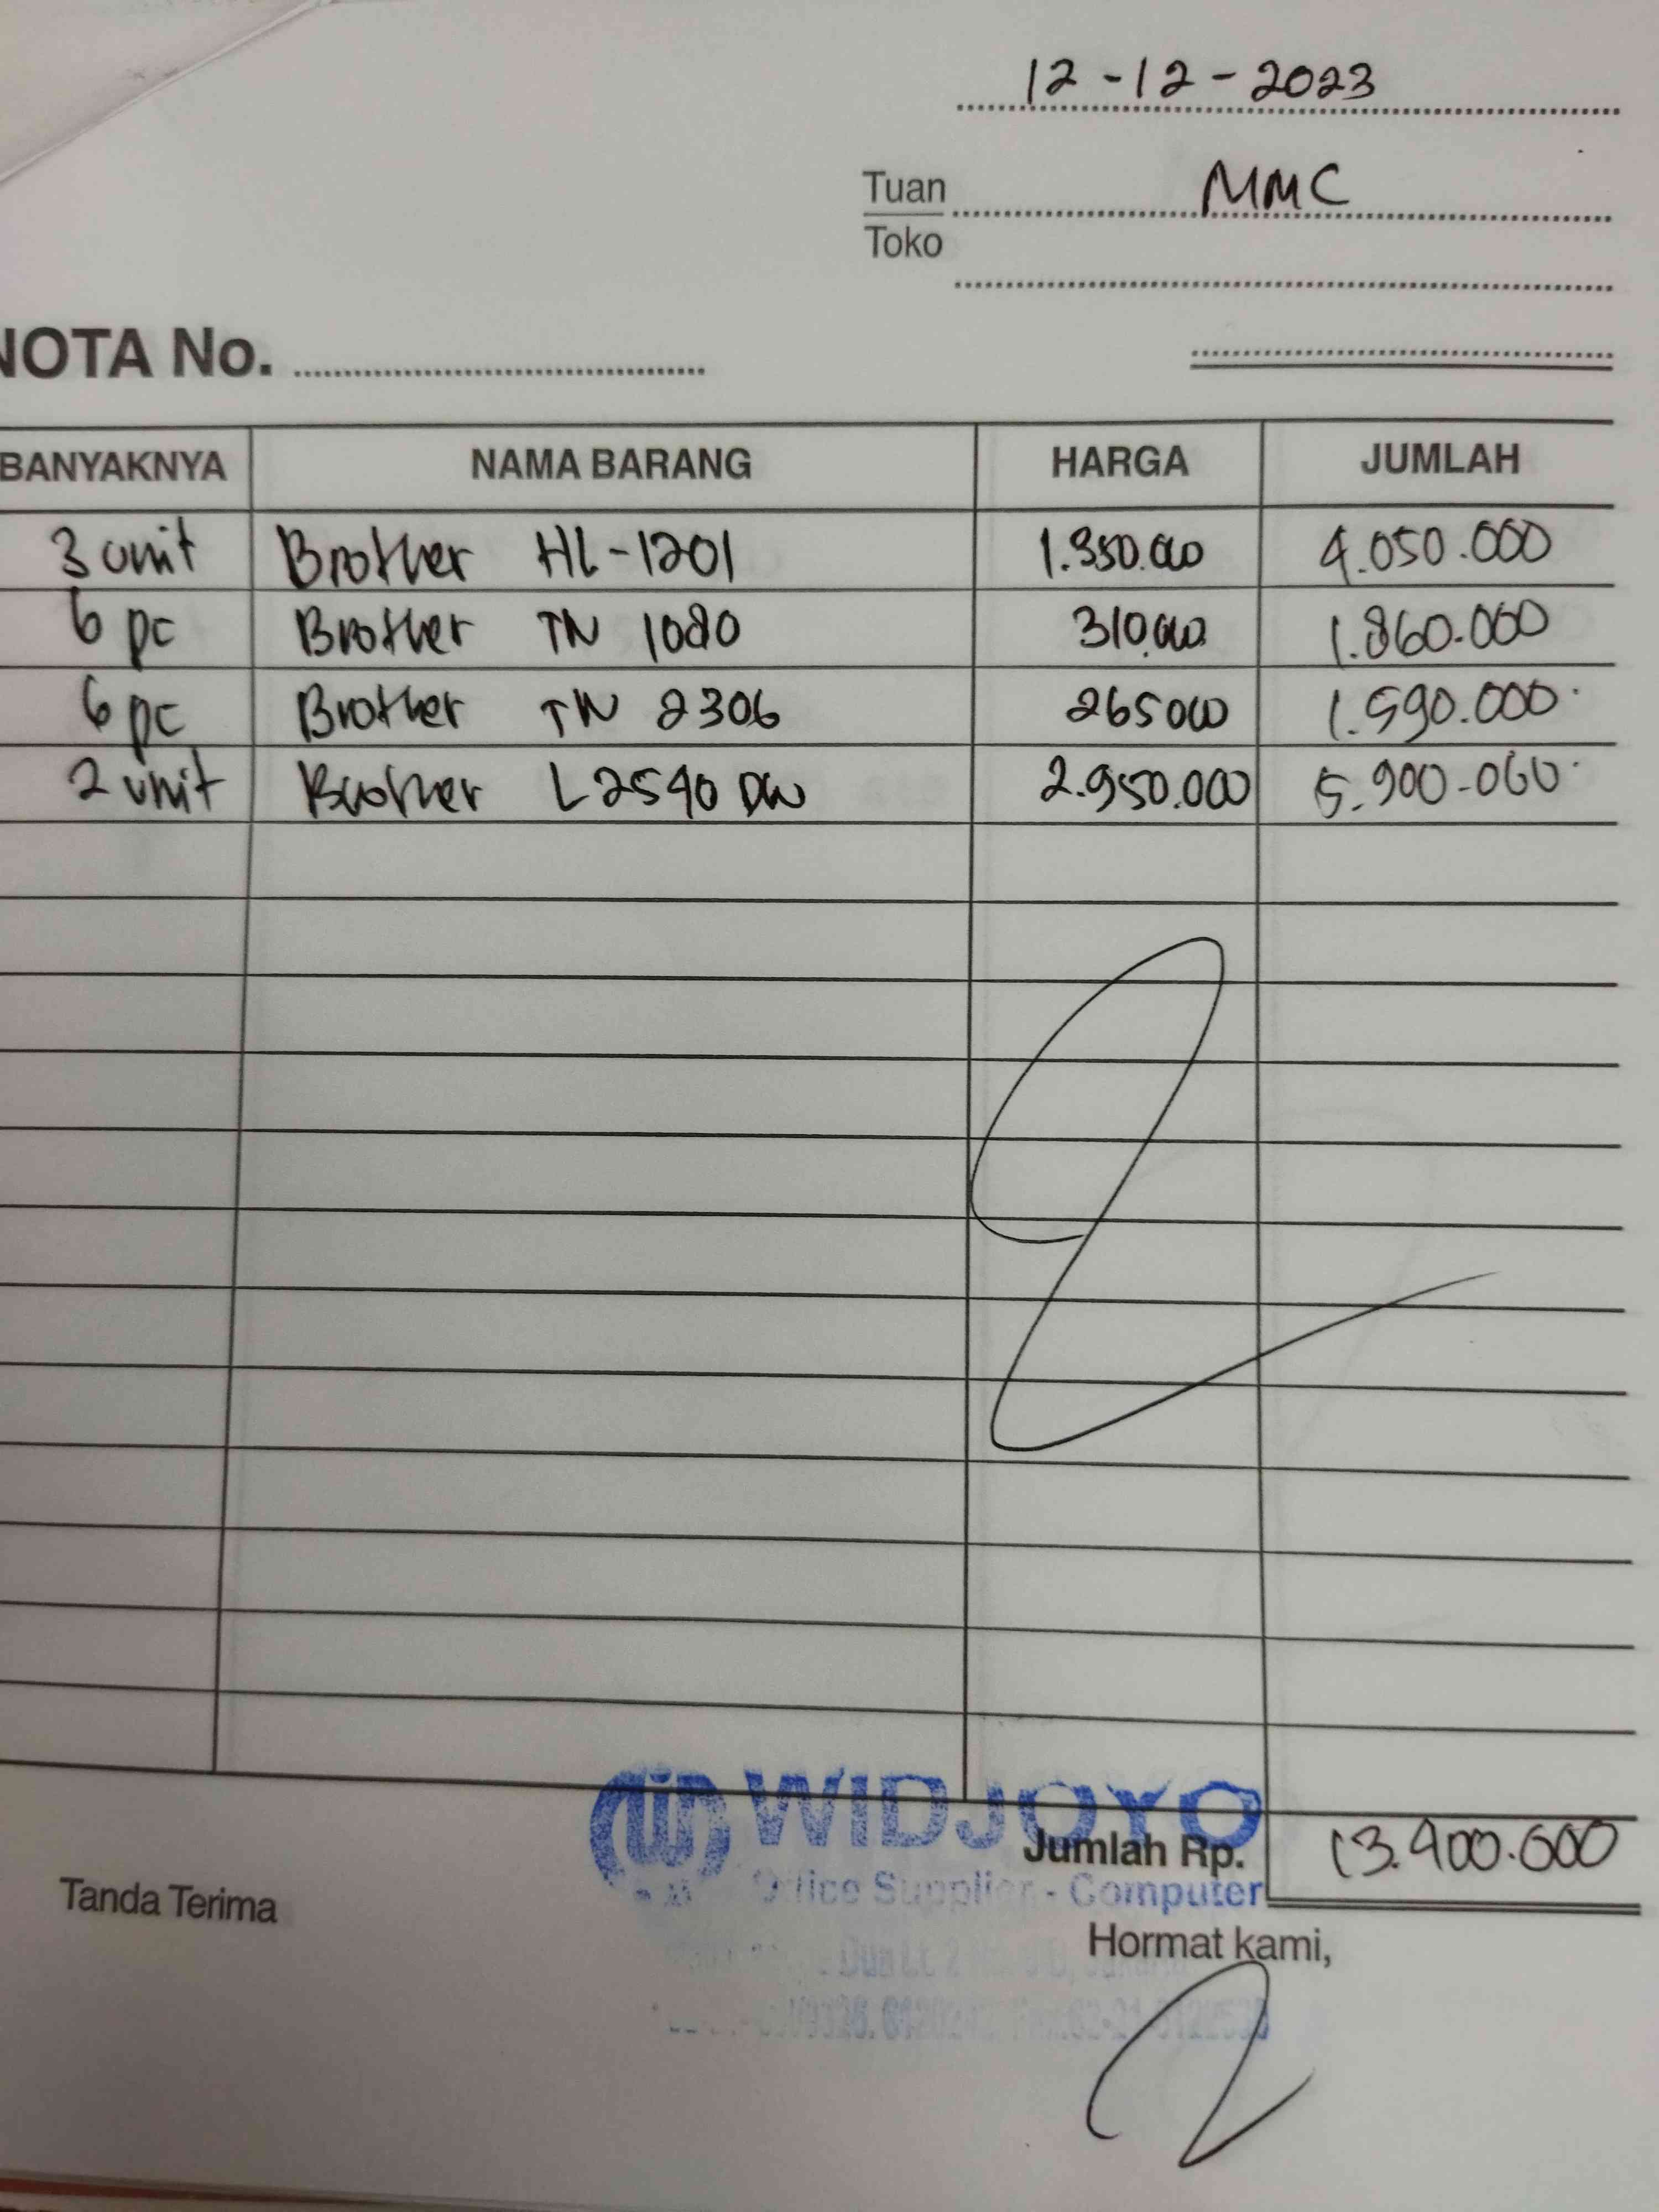 12-12-2023
Tuan MMC
Toko
NOTA No.
BANYAKNYA NAMA BARANG HARGA JUMLAH
3 unit Brother HL-1201 1.350.000 4.050.000
6 pc Brother TN 1080 310.000 1.860.000
6 pc Brother TN 2306 265000 1.590.000
2 unit Brother L2540 DW 2.950.000 5.900-000
WIDJOYO
Jumlah Rp. 13.400.000
Office Supplier - Computer
Tanda Terima
Hormat kami,